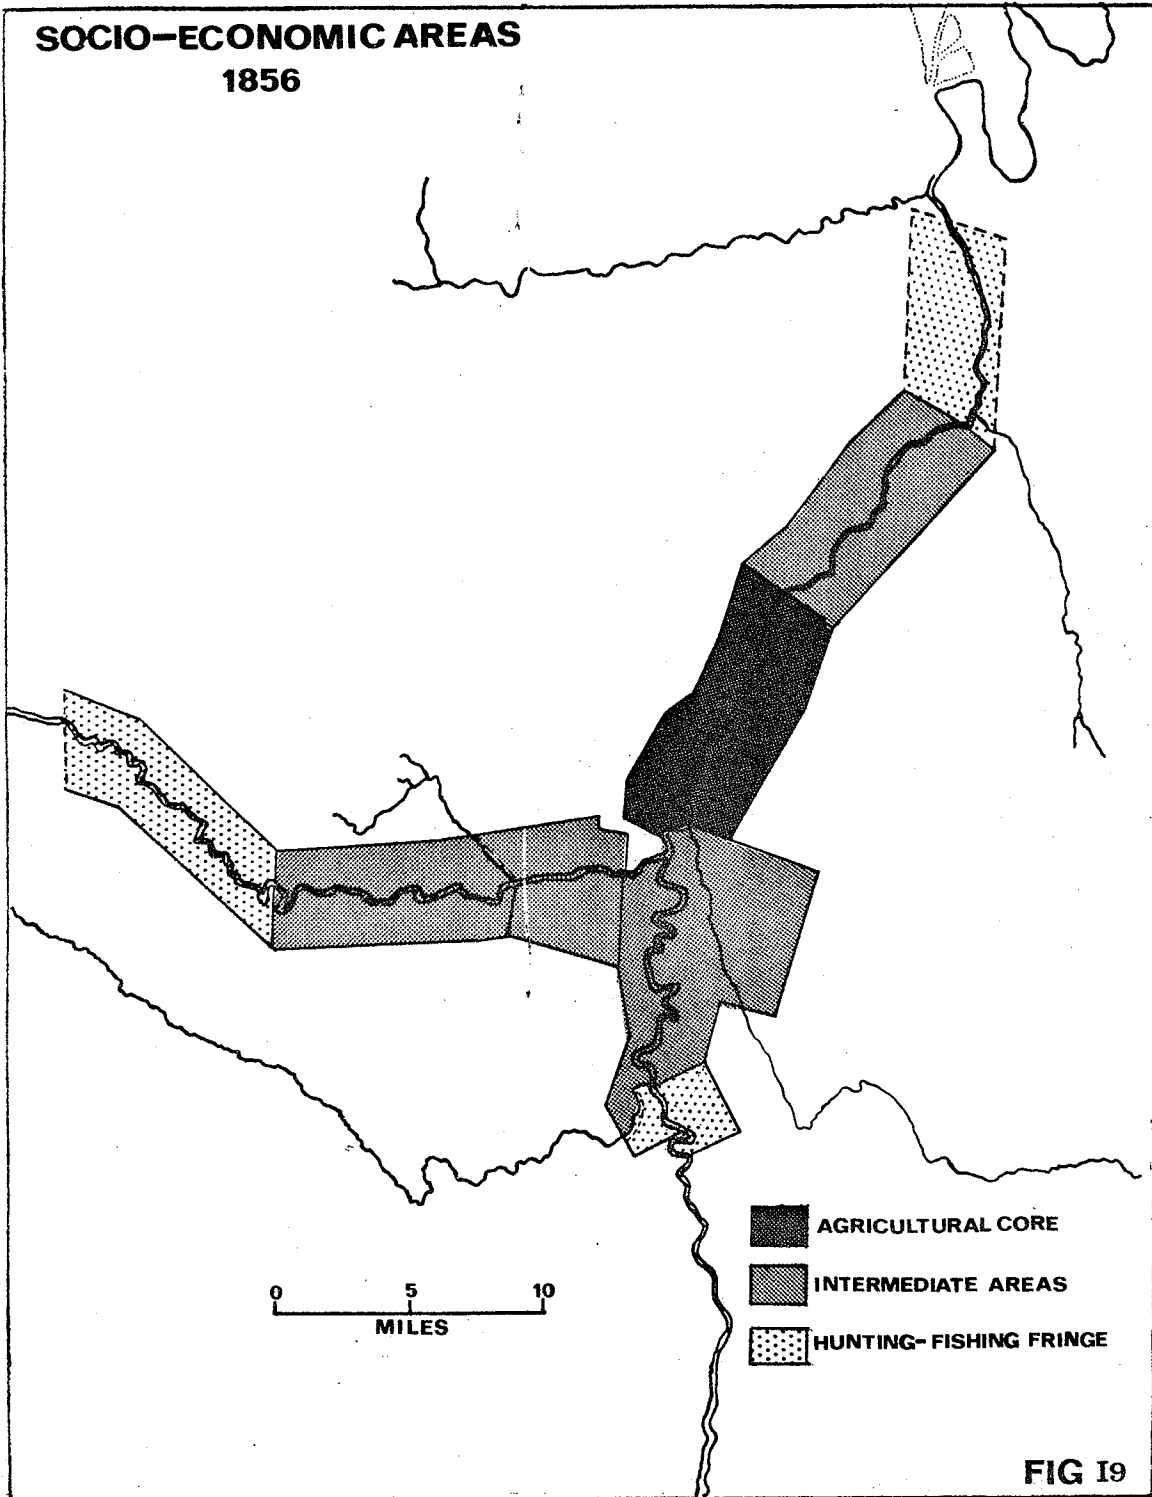 SOCIO-ECONOMIC AREAS
1856
AGRICULTURAL CORE
INTERMEDIATE AREAS
HUNTING-FISHING FRINGE
0 5 10
MILES
FIG I9